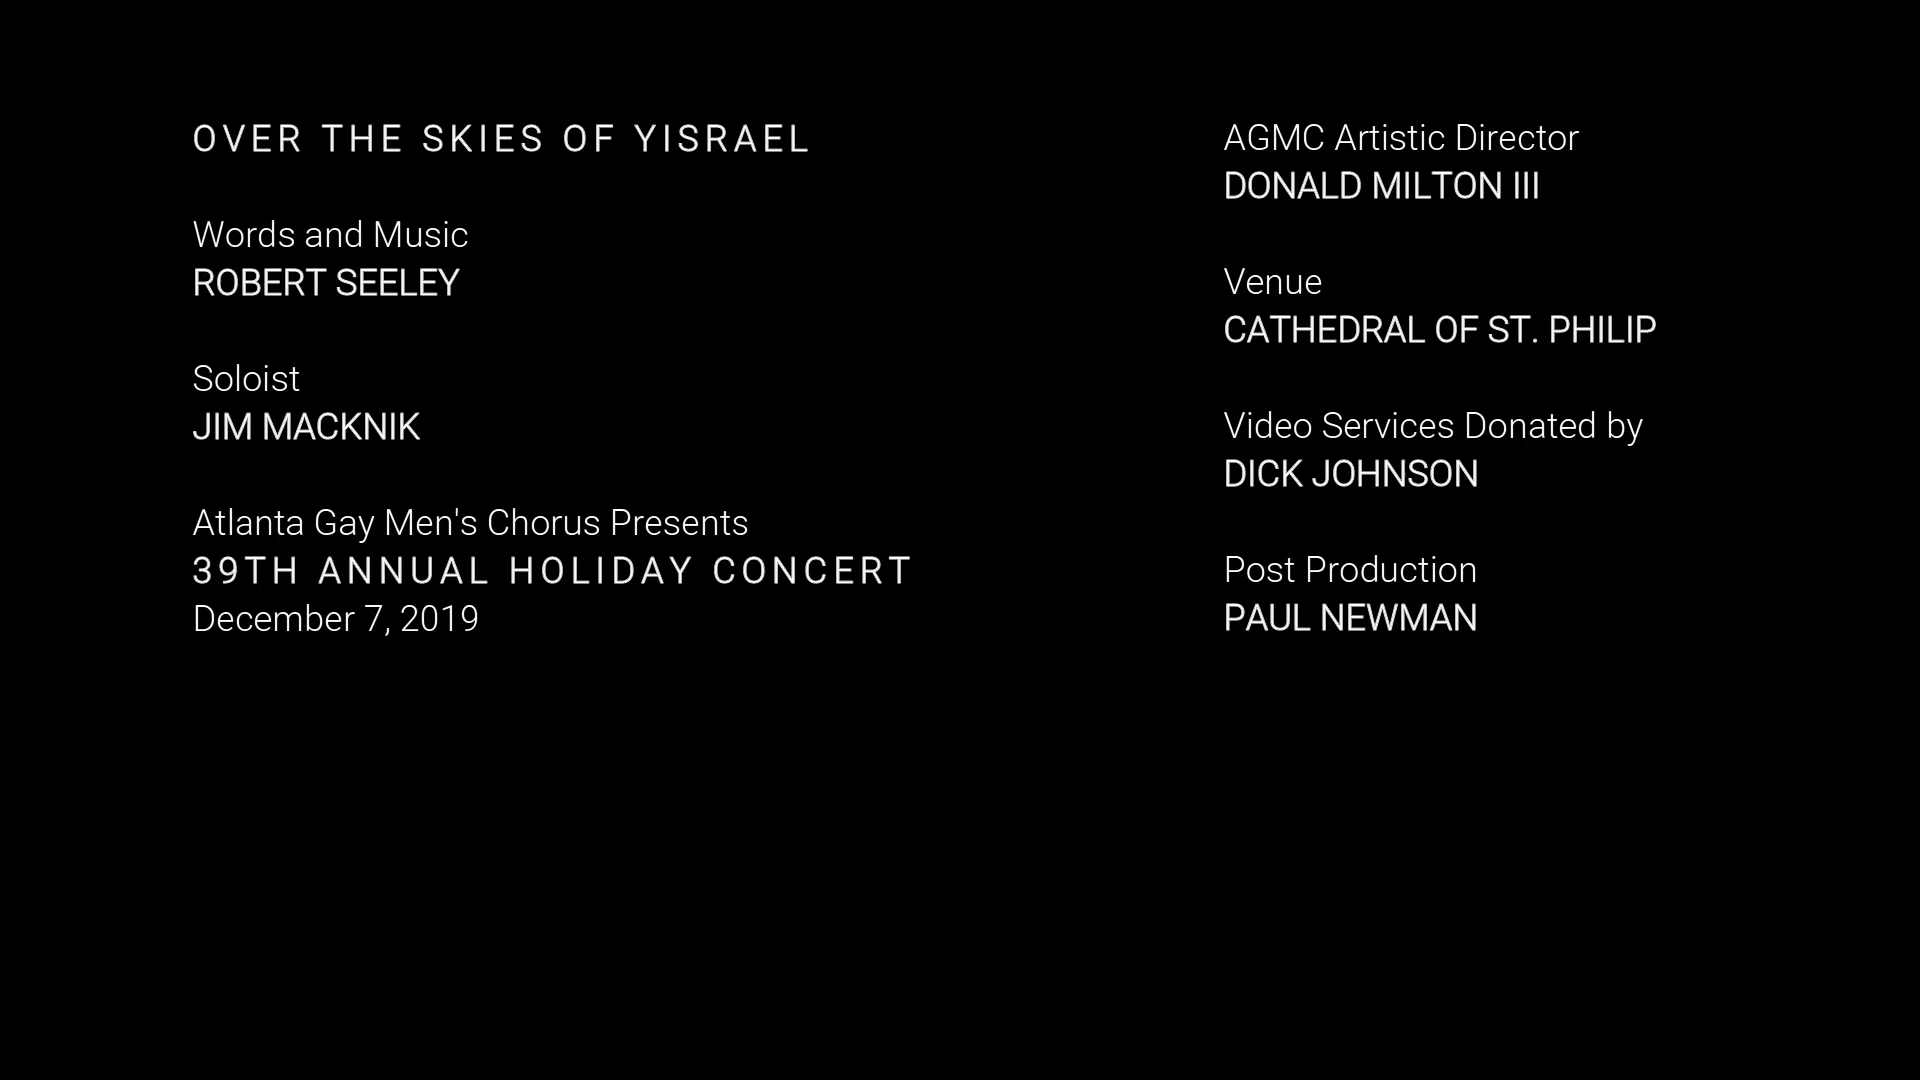 OVER THE SKIES OF YISRAEL
Words and Music
ROBERT SEELEY
Soloist
JIM MACKNIK
Atlanta Gay Men's Chorus Presents
39TH ANNUAL HOLIDAY CONCERT
December 7, 2019
AGMC Artistic Director
DONALD MILTON III
Venue
CATHEDRAL OF ST. PHILIP
Video Services Donated by
DICK JOHNSON
Post Production
PAUL NEWMAN